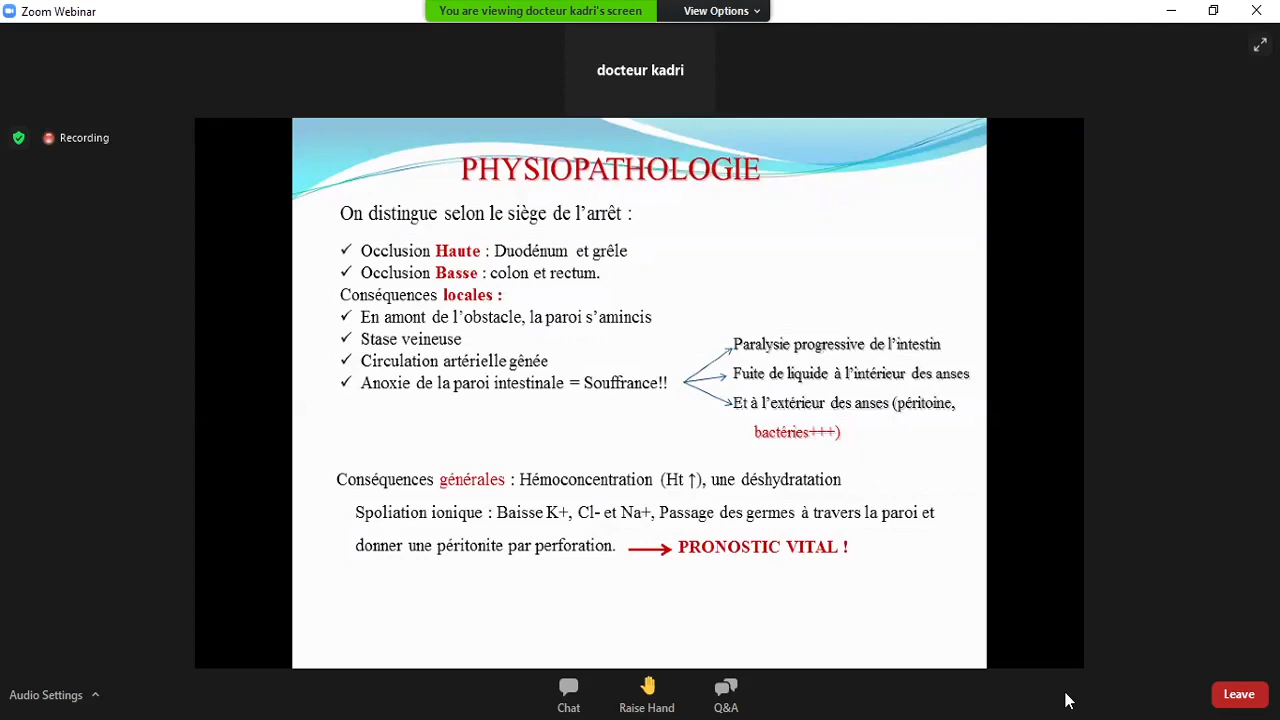 Zoom Webinar
You are viewing docteur kadri's screen
View Options
docteur kadri
Recording
PHYSIOPATHOLOGIE
On distingue selon le siège de l’arrêt :
✓ Occlusion Haute : Duodénum et grêle
✓ Occlusion Basse : colon et rectum.
Conséquences locales :
✓ En amont de l’obstacle, la paroi s’amincis
✓ Stase veineuse
✓ Circulation artérielle gênée
✓ Anoxie de la paroi intestinale = Souffrance!!
Paralysie progressive de l’intestin
Fuite de liquide à l’intérieur des anses
Et à l’extérieur des anses (péritoine,
bactéries+++)
Conséquences générales : Hémoconcentration (Ht ↑), une déshydratation
Spoliation ionique : Baisse K+, Cl- et Na+, Passage des germes à travers la paroi et
donner une péritonite par perforation. → PRONOSTIC VITAL !
Audio Settings
Chat
Raise Hand
Q&A
Leave